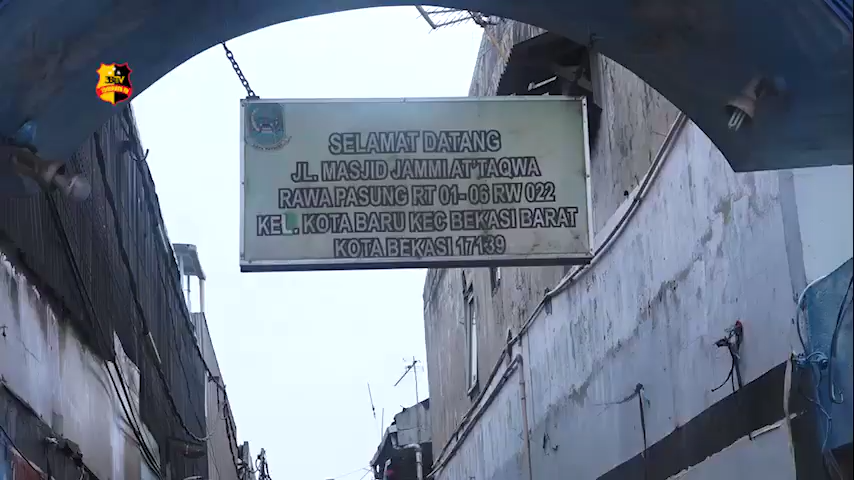 SELAMAT DATANG
JL. MASJID JAMMI AT'TAQWA
RAWA PASUNG RT 01-06 RW 022
KEL. KOTA BARU KEC BEKASI BARAT
KOTA BEKASI 17139